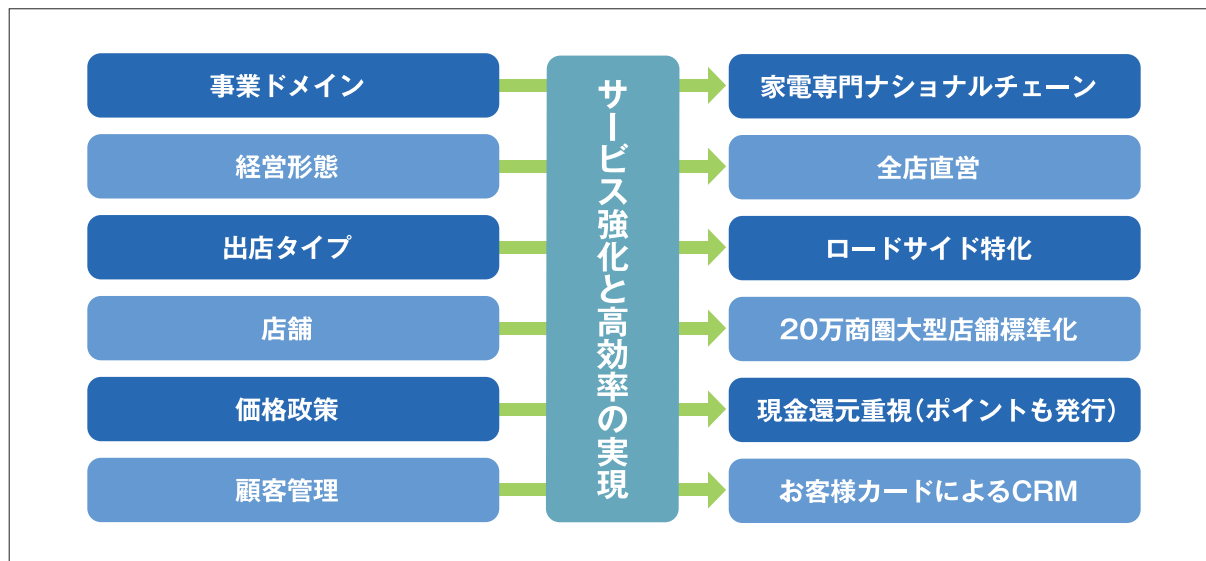 事業ドメイン
経営形態
出店タイプ
店舗
価格政策
顧客管理
サービス強化と高効率の実現
家電専門ナショナルチェーン
全店直営
ロードサイド特化
20万商圏大型店舗標準化
現金還元重視(ポイントも発行)
お客様カードによるCRM